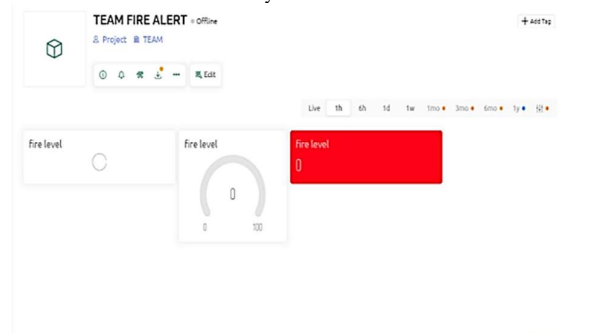 TEAM FIRE ALERT Offline
Project TEAM
Edit
+ Add Tag
Live 1h 6h 1d 1w 1mo 3mo 6mo 1y
fire level
fire level
0
0 100
fire level
0